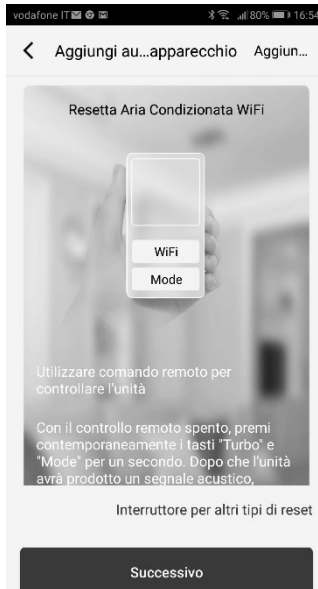 vodafone IT 80% 16:54
Aggiungi au...apparecchio Aggiun...
Resetta Aria Condizionata WiFi
WiFi
Mode
Utilizzare comando remoto per
controllare l'unità
Con il controllo remoto spento, premi
contemporaneamente i tasti "Turbo" e
"Mode" per un secondo. Dopo che l'unità
avrà prodotto un segnale acustico,
Interruttore per altri tipi di reset
Successivo